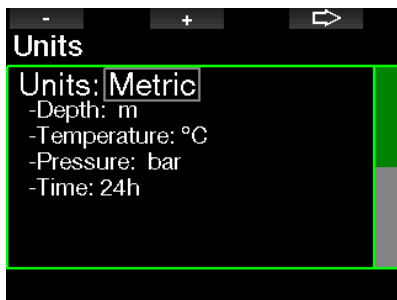 - +
Units
Units: Metric
-Depth: m
-Temperature: °C
-Pressure: bar
-Time: 24h